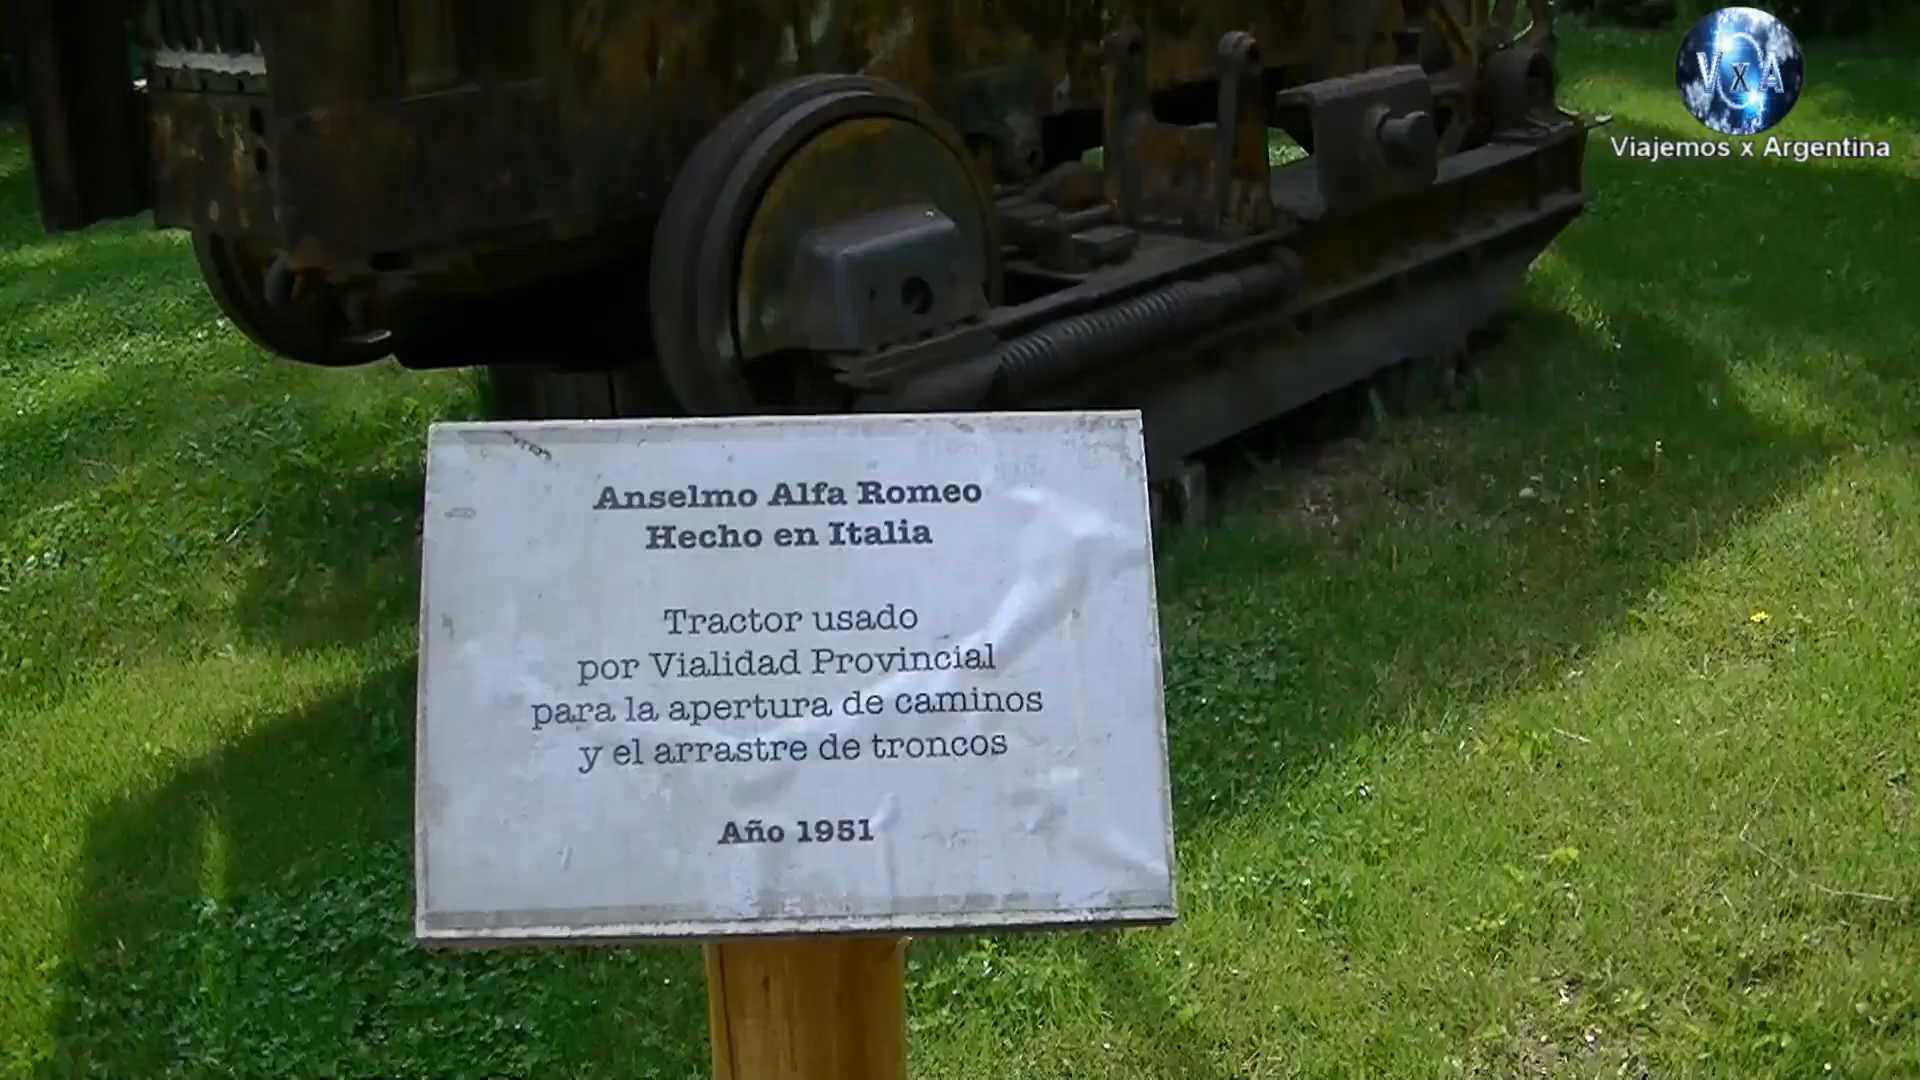 VxA
Viajemos x Argentina
Anselmo Alfa Romeo
Hecho en Italia
Tractor usado
por Vialidad Provincial
para la apertura de caminos
y el arrastre de troncos
Año 1951